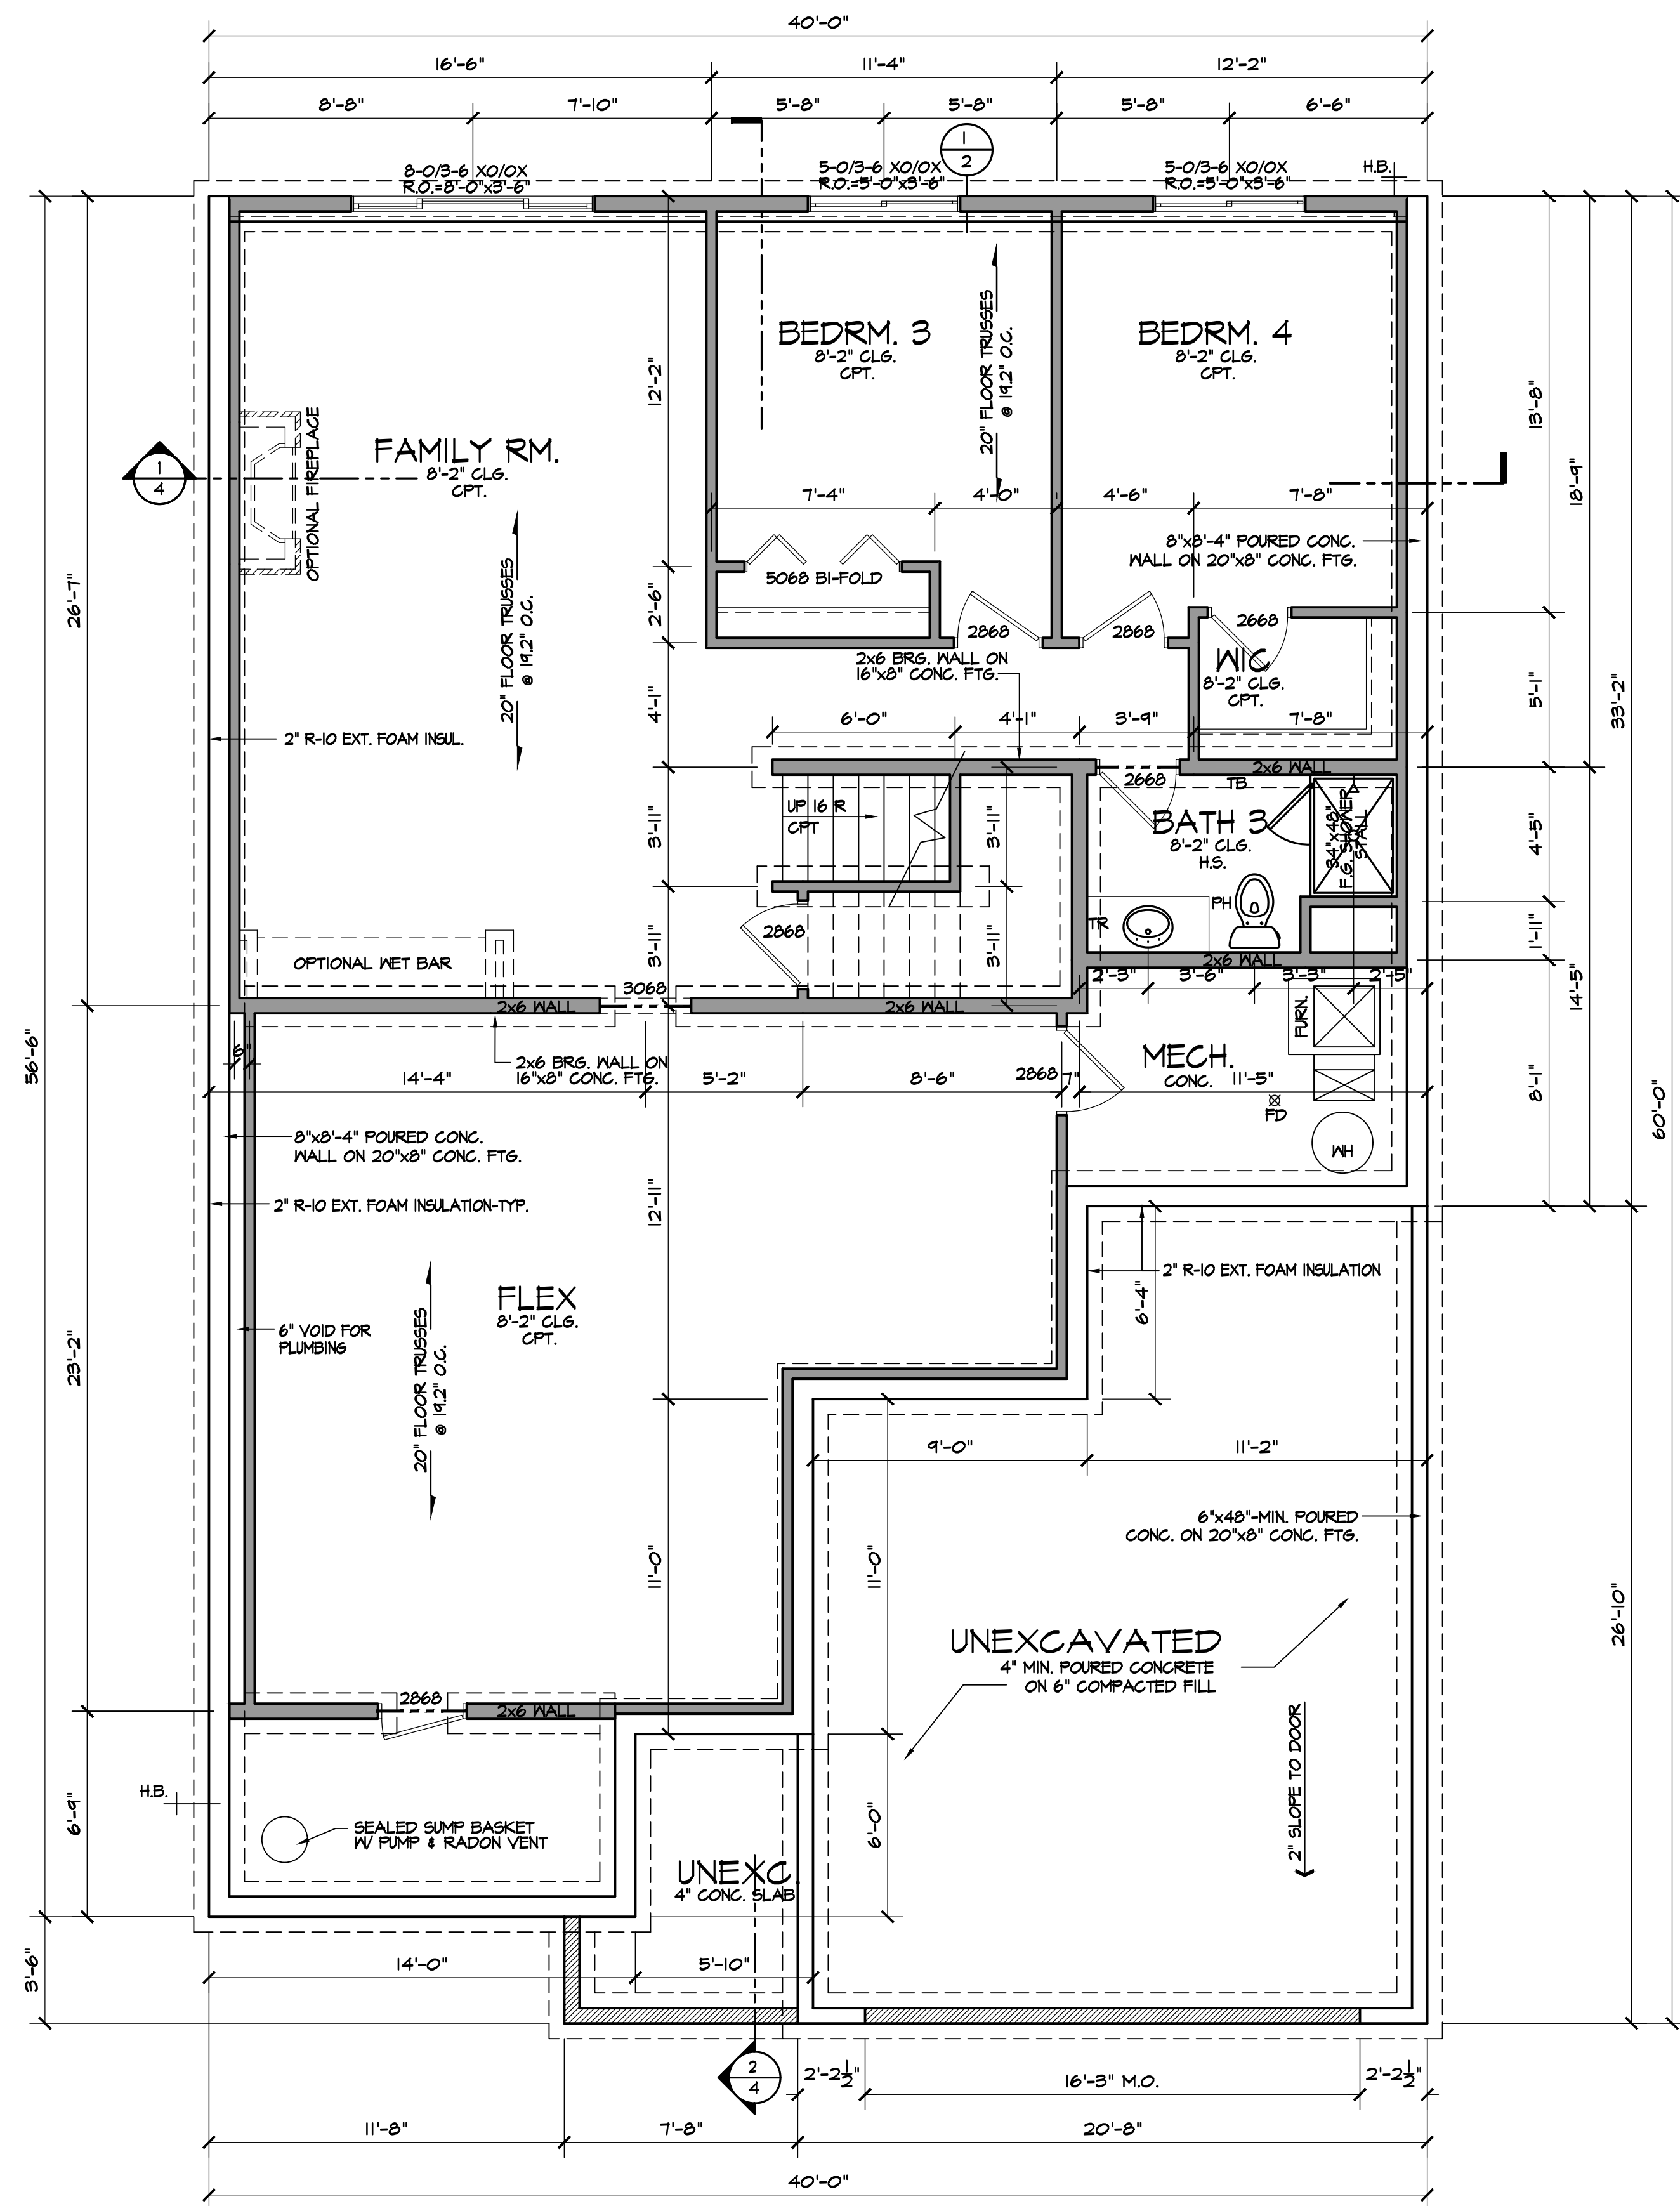 40'-0"
16'-6"
11'-4"
12'-2"
8'-8"
7'-10"
5'-8"
5'-8"
5'-8"
6'-6"
1
2
8-0/3-6 XO/OX
R.O.=8'-0"x3'-6"
5-0/3-6 XO/OX
R.O.=5'-0"x3'-6"
5-0/3-6 XO/OX
R.O.=5'-0"x3'-6"
H.B.
BEDRM. 3
8'-2" CLG.
CPT.
20" FLOOR TRUSSES
@ 19.2" O.C.
BEDRM. 4
8'-2" CLG.
CPT.
12'-2"
13'-8"
18'-9"
FAMILY RM.
8'-2" CLG.
CPT.
OPTIONAL FIREPLACE
1
4
7'-4"
4'-0"
4'-6"
7'-8"
8"x8'-4" POURED CONC.
WALL ON 20"x8" CONC. FTG.
26'-7"
20" FLOOR TRUSSES
@ 19.2" O.C.
5068 BI-FOLD
2'-6"
2868
2868
2668
2x6 BRG. WALL ON
16"x8" CONC. FTG.
WIC
8'-2" CLG.
CPT.
5'-1"
33'-2"
4'-1"
2" R-10 EXT. FOAM INSUL.
6'-0"
4'-1"
3'-9"
7'-8"
2x6 WALL
2668
TB
UP 16 R
CPT
3'-11"
3'-11"
BATH 3
8'-2" CLG.
H.S.
34"x48"
F.G. SHOWER
STALL
4'-5"
PH
TR
2868
3'-11"
3'-11"
1'-11"
OPTIONAL WET BAR
2x6 WALL
2'-3"
3'-6"
3'-3"
2'-5"
14'-5"
3068
2x6 WALL
2x6 WALL
FURN.
56'-6"
6"
2x6 BRG. WALL ON
16"x8" CONC. FTG.
14'-4"
5'-2"
8'-6"
2868
7"
MECH.
CONC.
11'-5"
8'-1"
60'-0"
FD
WH
8"x8'-4" POURED CONC.
WALL ON 20"x8" CONC. FTG.
2" R-10 EXT. FOAM INSULATION-TYP.
12'-11"
2" R-10 EXT. FOAM INSULATION
6'-4"
FLEX
8'-2" CLG.
CPT.
6" VOID FOR
PLUMBING
20" FLOOR TRUSSES
@ 19.2" O.C.
23'-2"
9'-0"
11'-2"
6"x48"-MIN. POURED
CONC. ON 20"x8" CONC. FTG.
11'-0"
11'-0"
26'-10"
UNEXCAVATED
4" MIN. POURED CONCRETE
ON 6" COMPACTED FILL
2868
2x6 WALL
2" SLOPE TO DOOR
H.B.
6'-9"
SEALED SUMP BASKET
W/ PUMP & RADON VENT
6'-0"
UNEXC.
4" CONC. SLAB
3'-6"
14'-0"
5'-10"
2
4
2'-2½"
16'-3" M.O.
2'-2½"
11'-8"
7'-8"
20'-8"
40'-0"